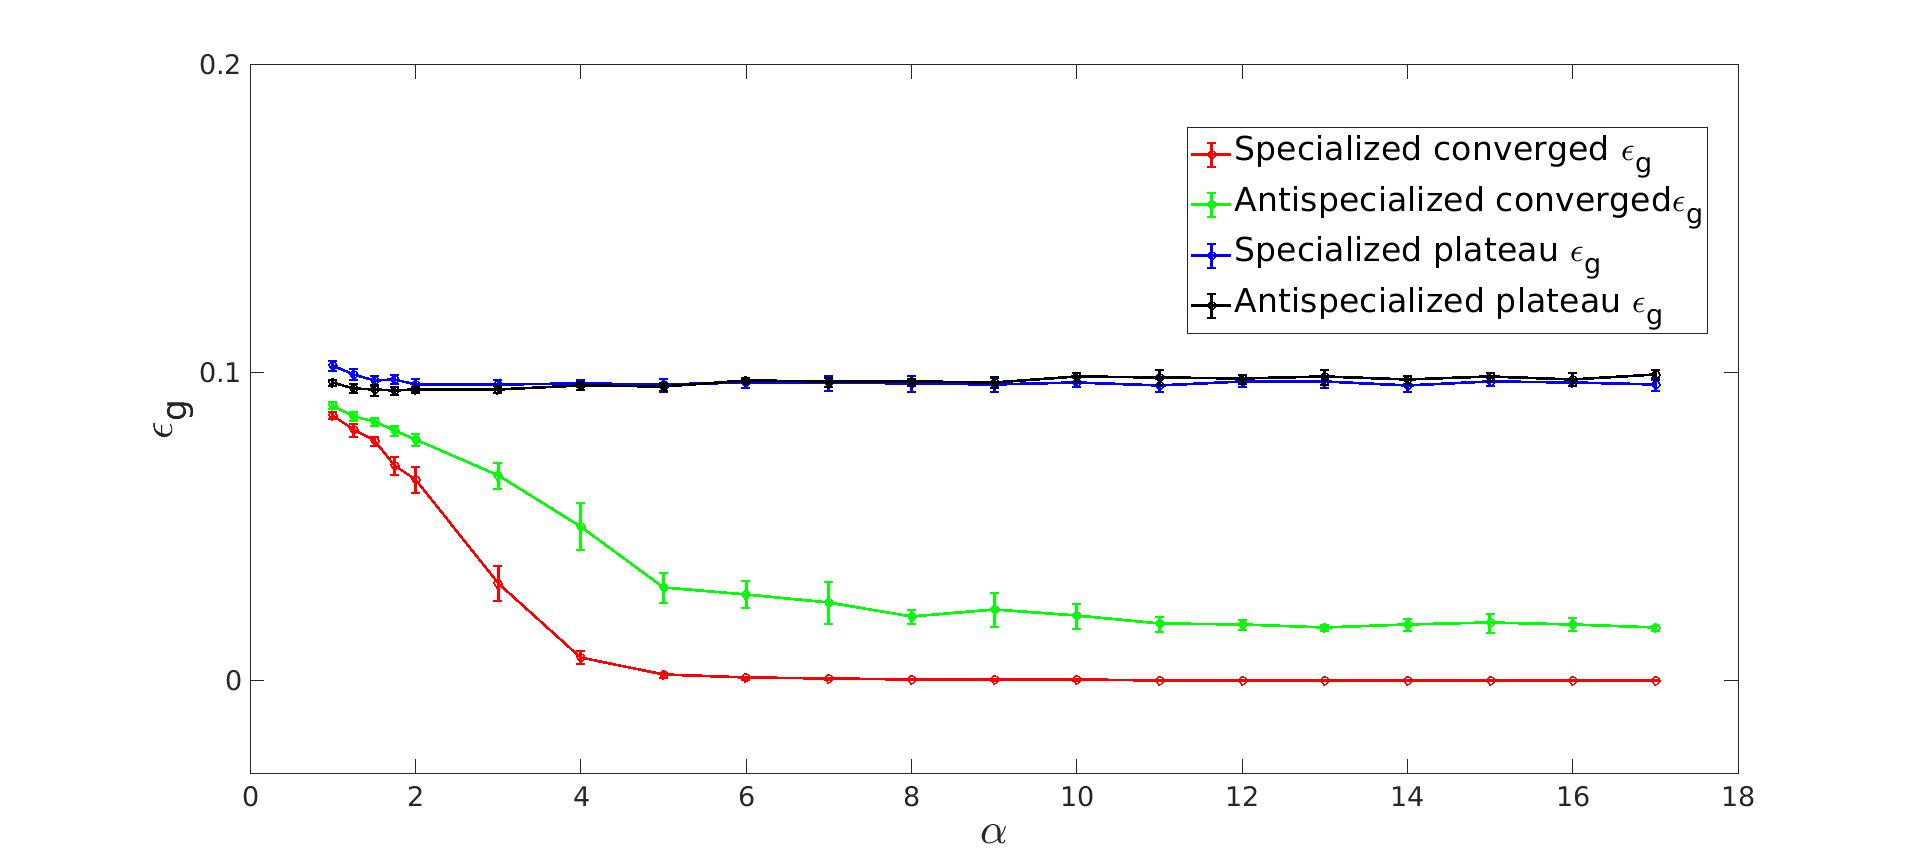 0.2
0.1
0
ϵg
Specialized converged ϵg
Antispecialized convergedϵg
Specialized plateau ϵg
Antispecialized plateau ϵg
0 2 4 6 8 10 12 14 16 18
α